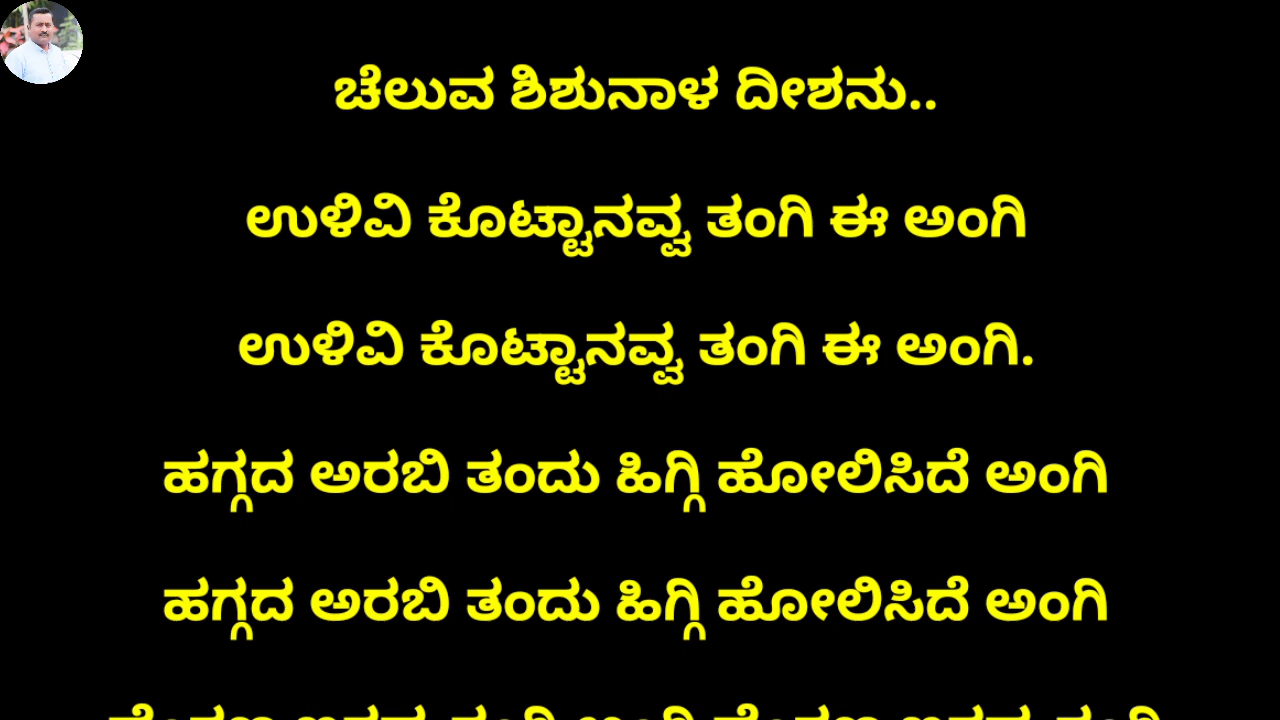 ಚೆಲುವ ಶಿಶುನಾಳ ದೀಶನು..
ಉಳಿವಿ ಕೊಟ್ಟಾನವ್ವ ತಂಗಿ ಈ ಅಂಗಿ
ಉಳಿವಿ ಕೊಟ್ಟಾನವ್ವ ತಂಗಿ ಈ ಅಂಗಿ.
ಹಗ್ಗದ ಅರಬಿ ತಂದು ಹಿಗ್ಗಿ ಹೋಲಿಸಿದೆ ಅಂಗಿ
ಹಗ್ಗದ ಅರಬಿ ತಂದು ಹಿಗ್ಗಿ ಹೋಲಿಸಿದೆ ಅಂಗಿ